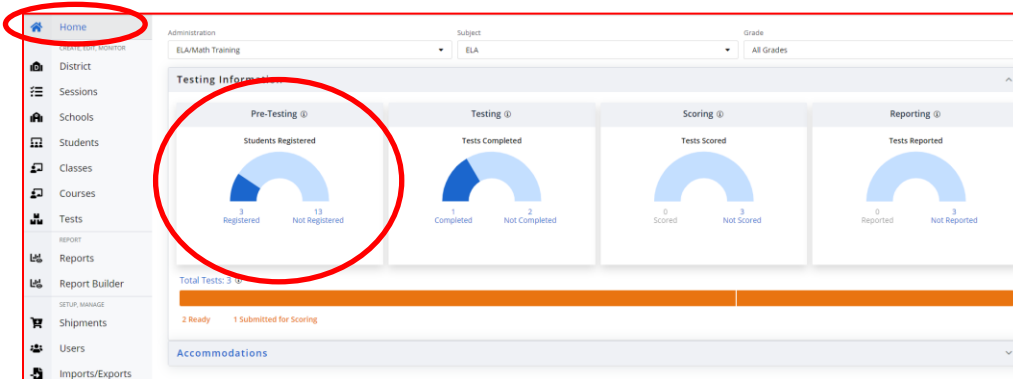 Home
CREATE, EDIT, MONITOR
District
Sessions
Schools
Students
Classes
Courses
Tests
REPORT
Reports
Report Builder
SETUP, MANAGE
Shipments
Users
Imports/Exports
Administration Subject Grade
ELA/Math Training ELA All Grades
Testing Information
Pre-Testing Testing Scoring Reporting
Students Registered Tests Completed Tests Scored Tests Reported
3 13 1 2 0 3 0 3
Registered Not Registered Completed Not Completed Scored Not Scored Reported Not Reported
Total Tests: 3
2 Ready 1 Submitted for Scoring
Accommodations